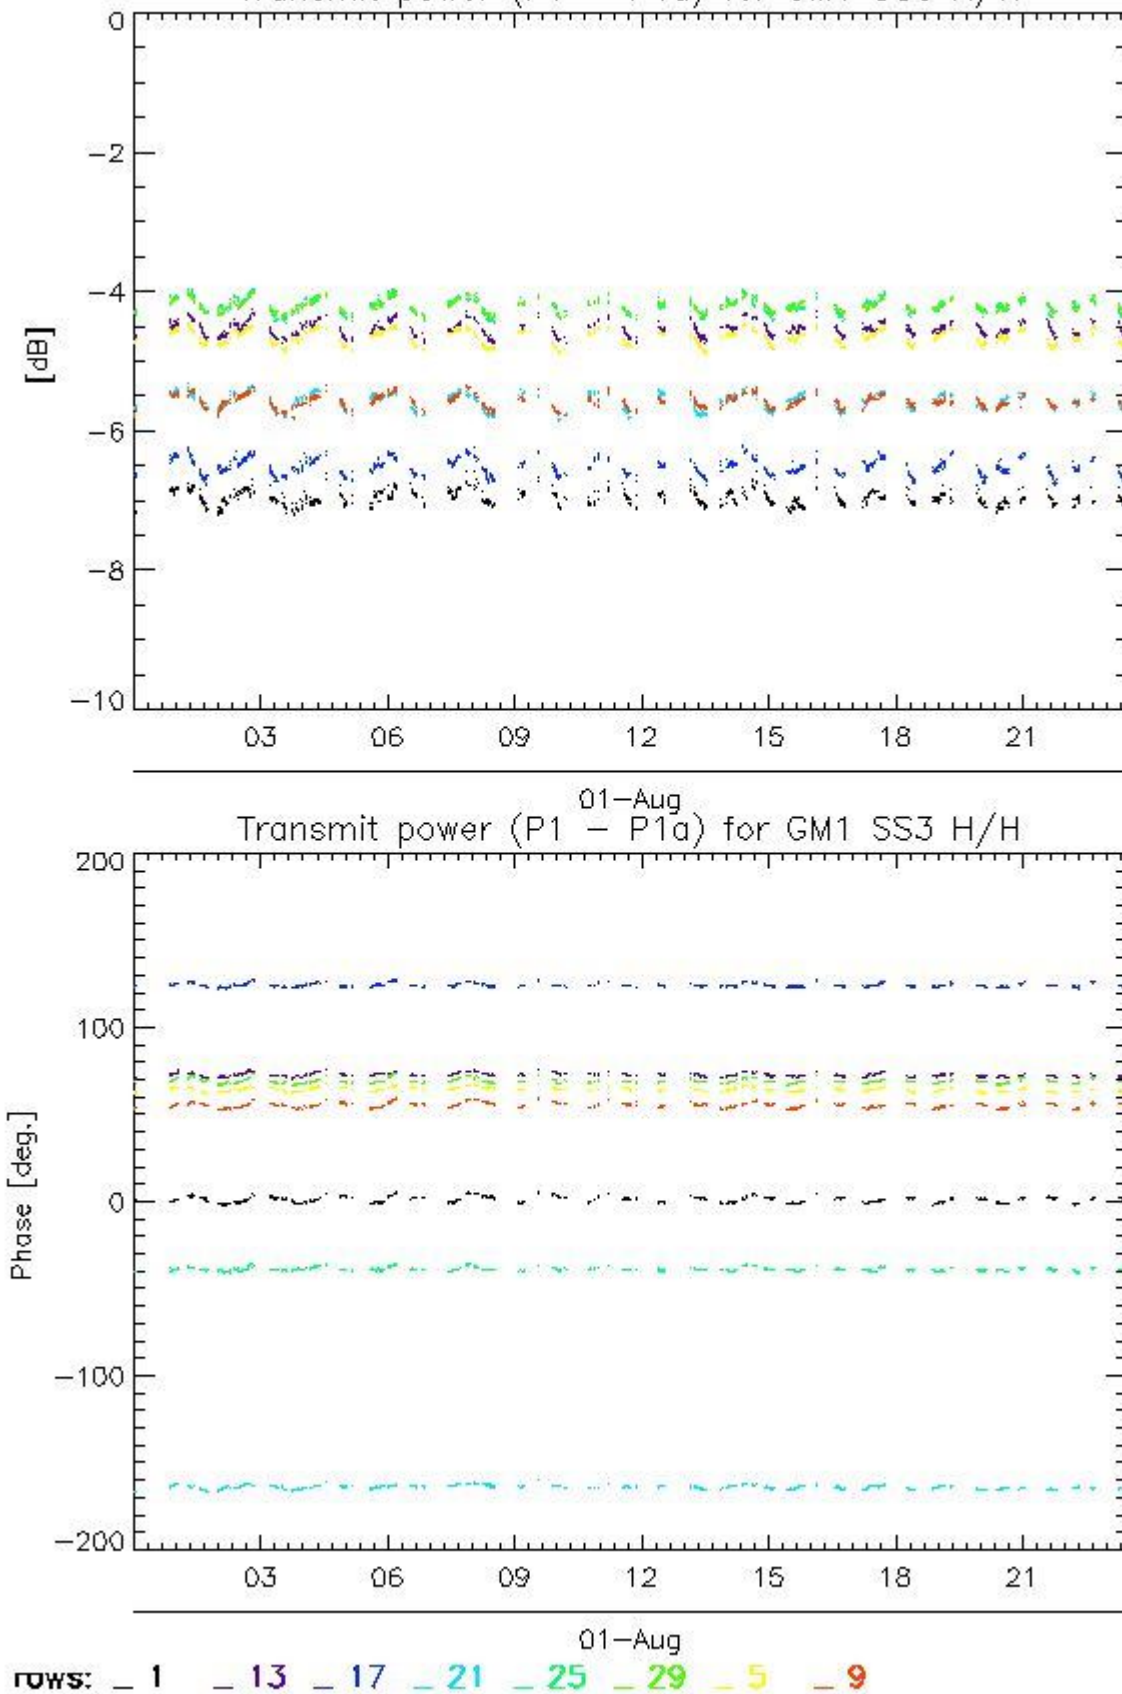 0
-2
-4
[dB]
-6
-8
-10
03 06 09 12 15 18 21
01-Aug
Transmit power (P1 - P1a) for GM1 SS3 H/H
200
100
Phase [deg.]
0
-100
-200
03 06 09 12 15 18 21
01-Aug
rows: _ 1 _ 13 _ 17 _ 21 _ 25 _ 29 _ 5 _ 9